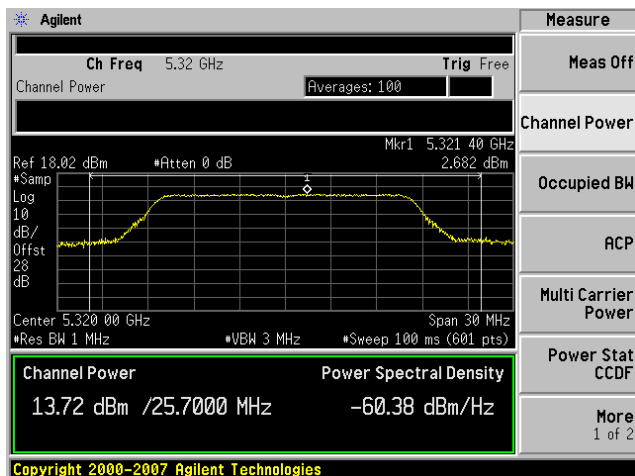 Agilent
Measure
Ch Freq 5.32 GHz Trig Free
Meas Off
Channel Power Averages: 100
Channel Power
Mkr1 5.321 40 GHz
Ref 18.02 dBm #Atten 0 dB 2.682 dBm
#Samp
1
Occupied BW
Log
10
dB/
Offst
28
dB
ACP
Multi Carrier
Power
Center 5.320 00 GHz Span 30 MHz
#Res BW 1 MHz #VBW 3 MHz #Sweep 100 ms (601 pts)
Power Stat
CCDF
Channel Power Power Spectral Density
13.72 dBm /25.7000 MHz -60.38 dBm/Hz
More
1 of 2
Copyright 2000-2007 Agilent Technologies